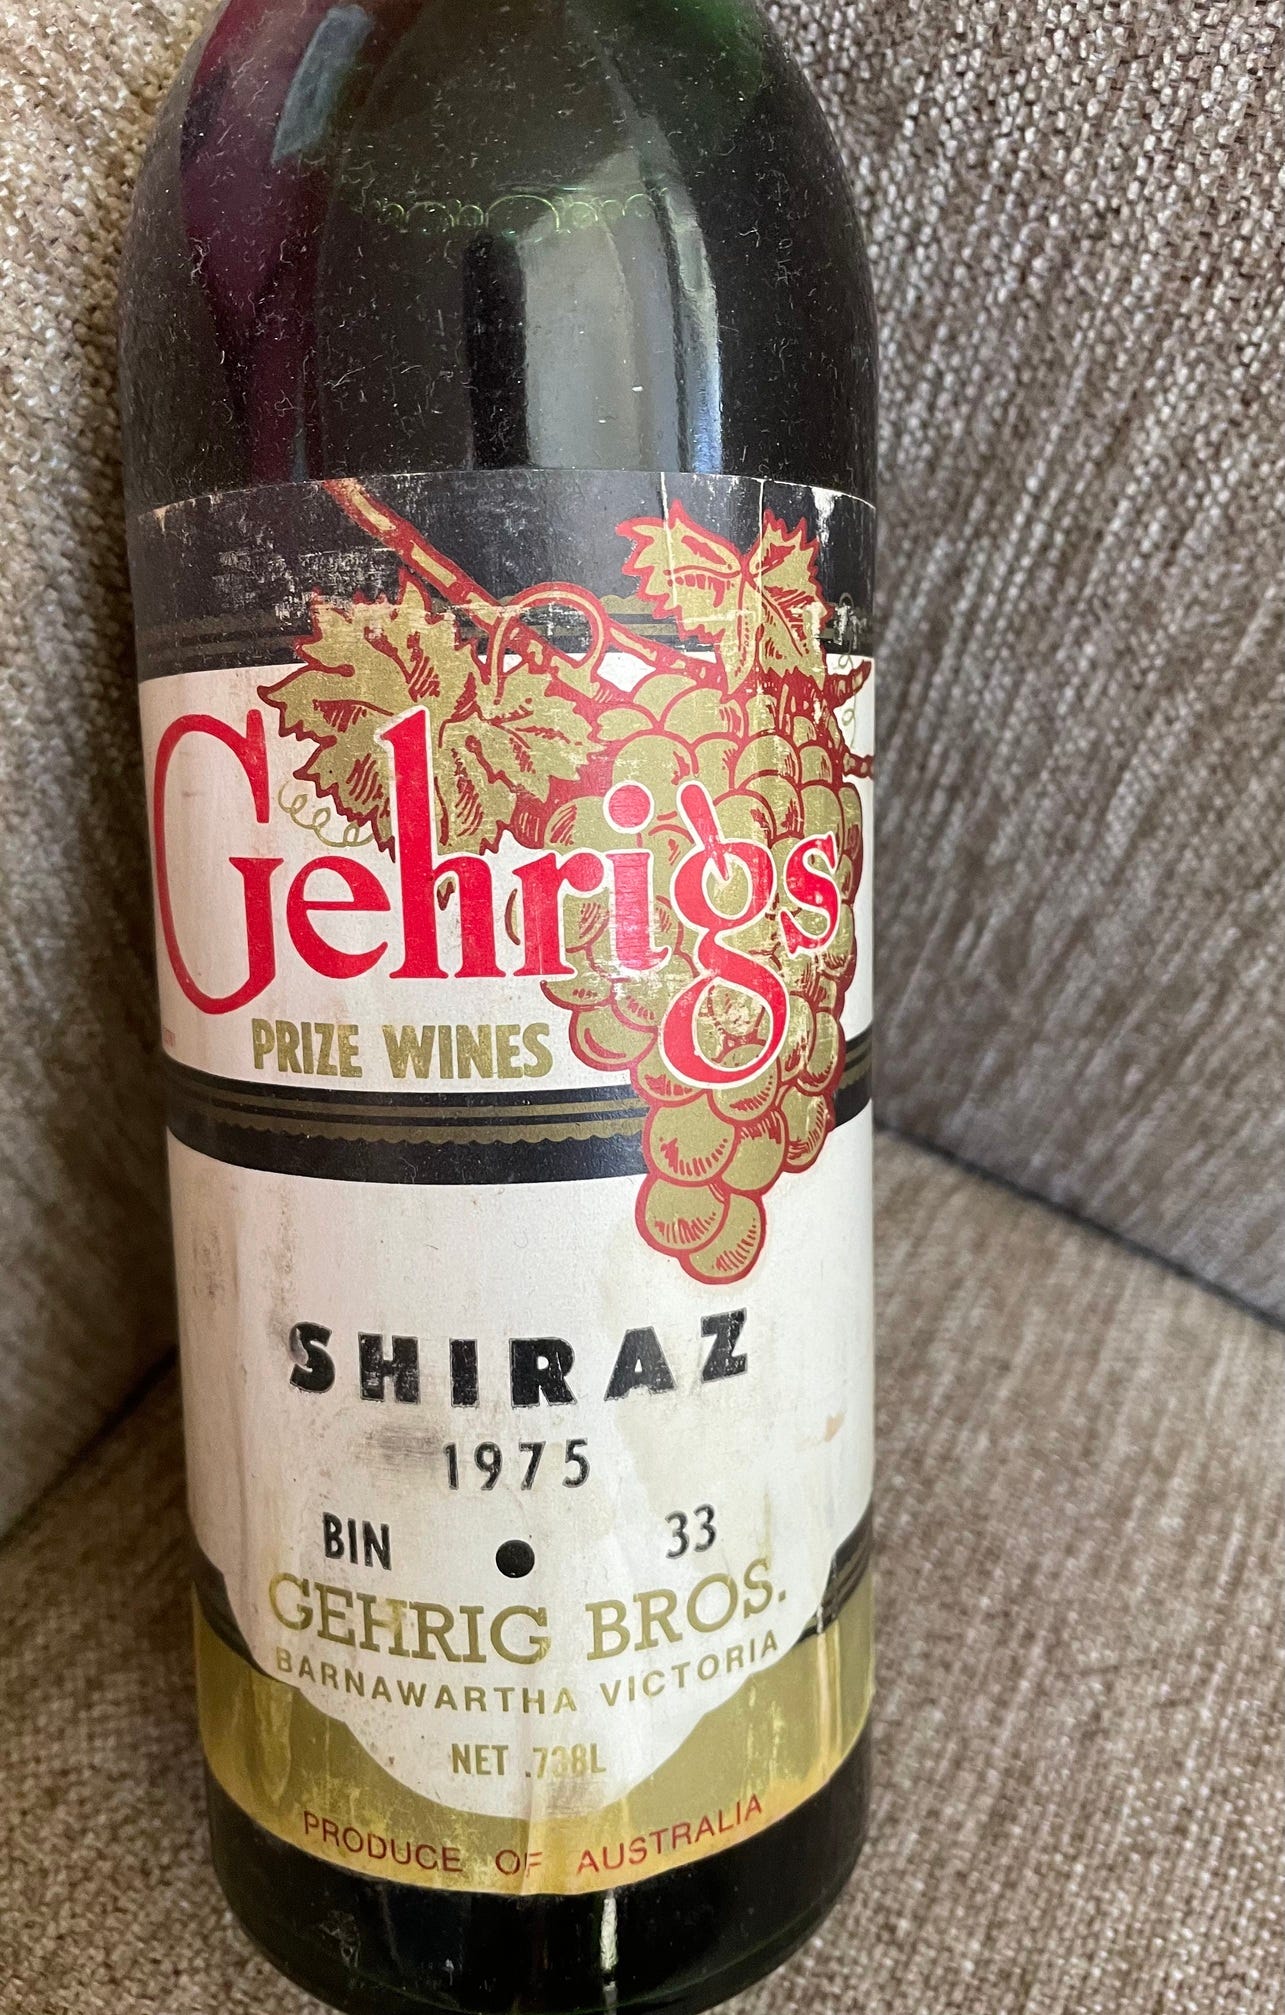 Gehrigs
PRIZE WINES
SHIRAZ
1975
BIN • 33
GEHRIG BROS.
BARNAWARTHA VICTORIA
NET .738L
PRODUCE OF AUSTRALIA